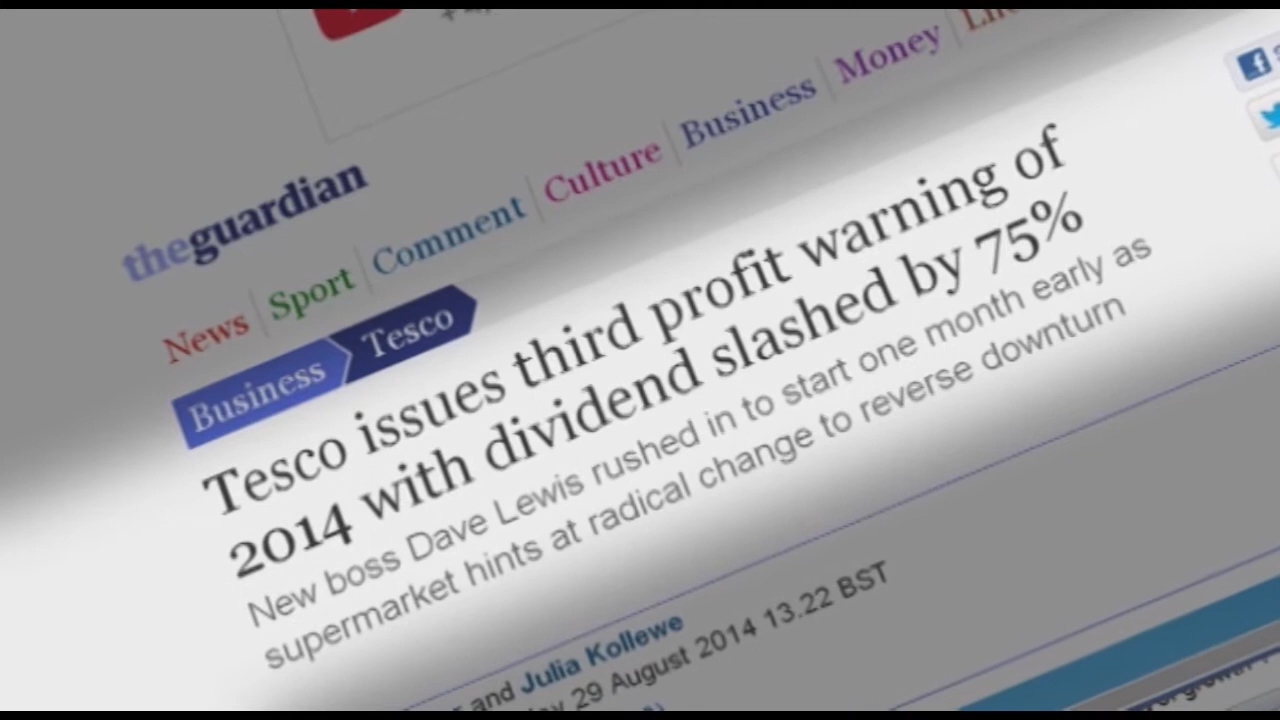 theguardian
News Sport Comment Culture Business Money
Business Tesco
Tesco issues third profit warning of
2014 with dividend slashed by 75%
New boss Dave Lewis rushed in to start one month early as
supermarket hints at radical change to reverse downturn
and Julia Kollewe
29 August 2014 13.22 BST